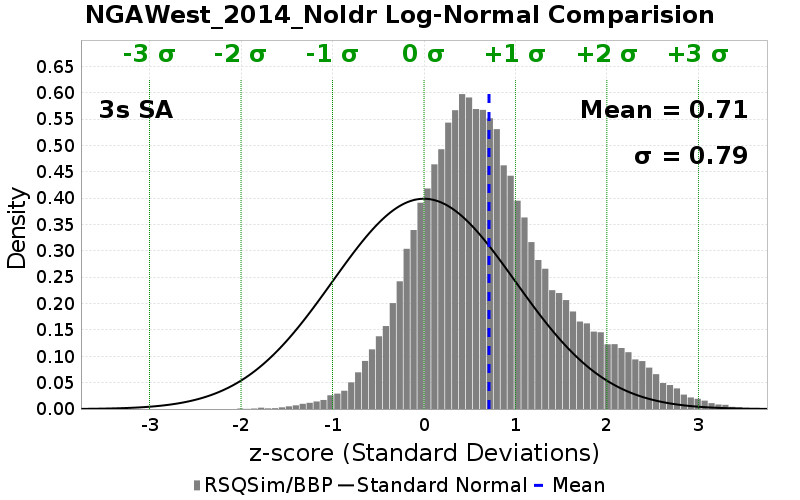 NGAWest_2014_NoIdr Log-Normal Comparision
-3 σ -2 σ -1 σ 0 σ +1 σ +2 σ +3 σ
0.65
0.60
3s SA Mean = 0.71
0.55
0.50
σ = 0.79
0.45
0.40
0.35
0.30
0.25
0.20
0.15
0.10
0.05
0.00
Density
-3 -2 -1 0 1 2 3
z-score (Standard Deviations)
RSQSim/BBP Standard Normal Mean